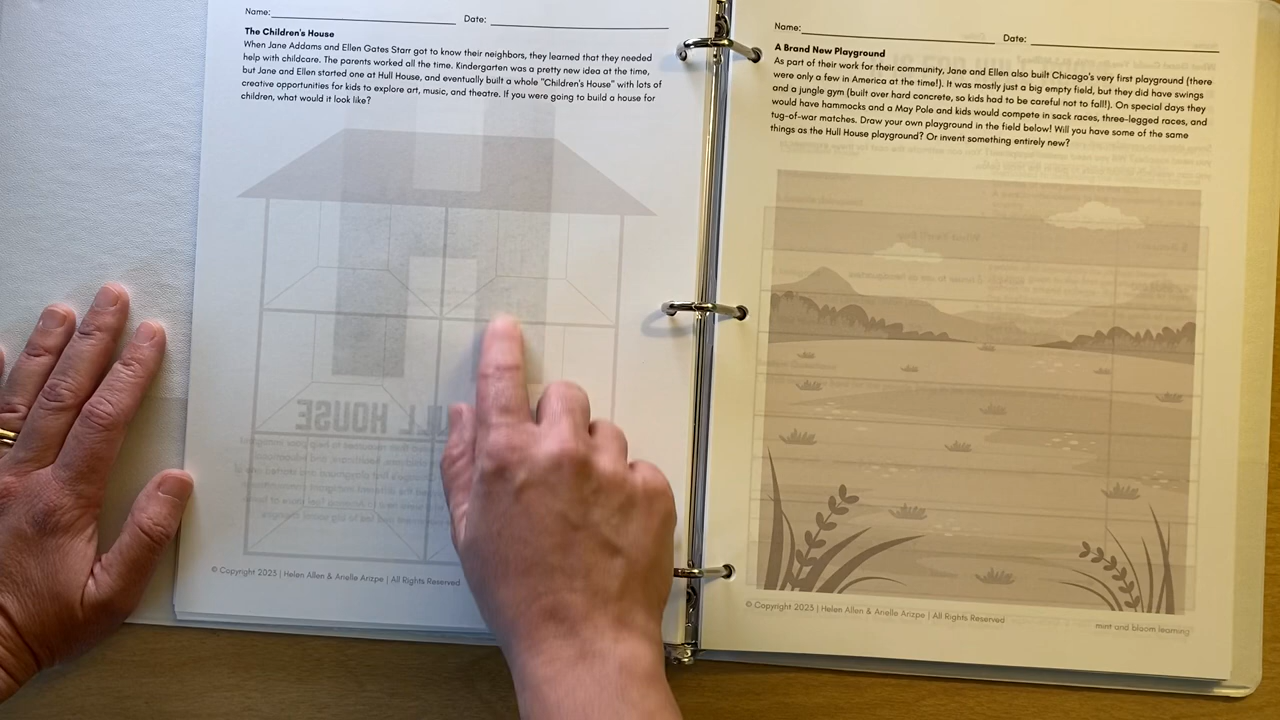 Name: Date:
The Children's House
When Jane Addams and Ellen Gates Starr got to know their neighbors, they learned that they needed
help with childcare. The parents worked all the time. Kindergarten was a pretty new idea at the time,
but Jane and Ellen started one at Hull House, and eventually built a whole "Children's House" with lots of
creative opportunities for kids to explore art, music, and theatre. If you were going to build a house for
children, what would it look like?
© Copyright 2023 | Helen Allen & Arielle Arizpe | All Rights Reserved
Name: Date:
A Brand New Playground
As part of their work for their community, Jane and Ellen also built Chicago's very first playground (there
were only a few in America at the time!). It was mostly just a big empty field, but they did have swings
and a jungle gym (built over hard concrete, so kids had to be careful not to fall!). On special days they
would have hammocks and a May Pole and kids would compete in sack races, three-legged races, and
tug-of-war matches. Draw your own playground in the field below! Will you have some of the same
things as the Hull House playground? Or invent something entirely new?
© Copyright 2023 | Helen Allen & Arielle Arizpe | All Rights Reserved
mint and bloom learning